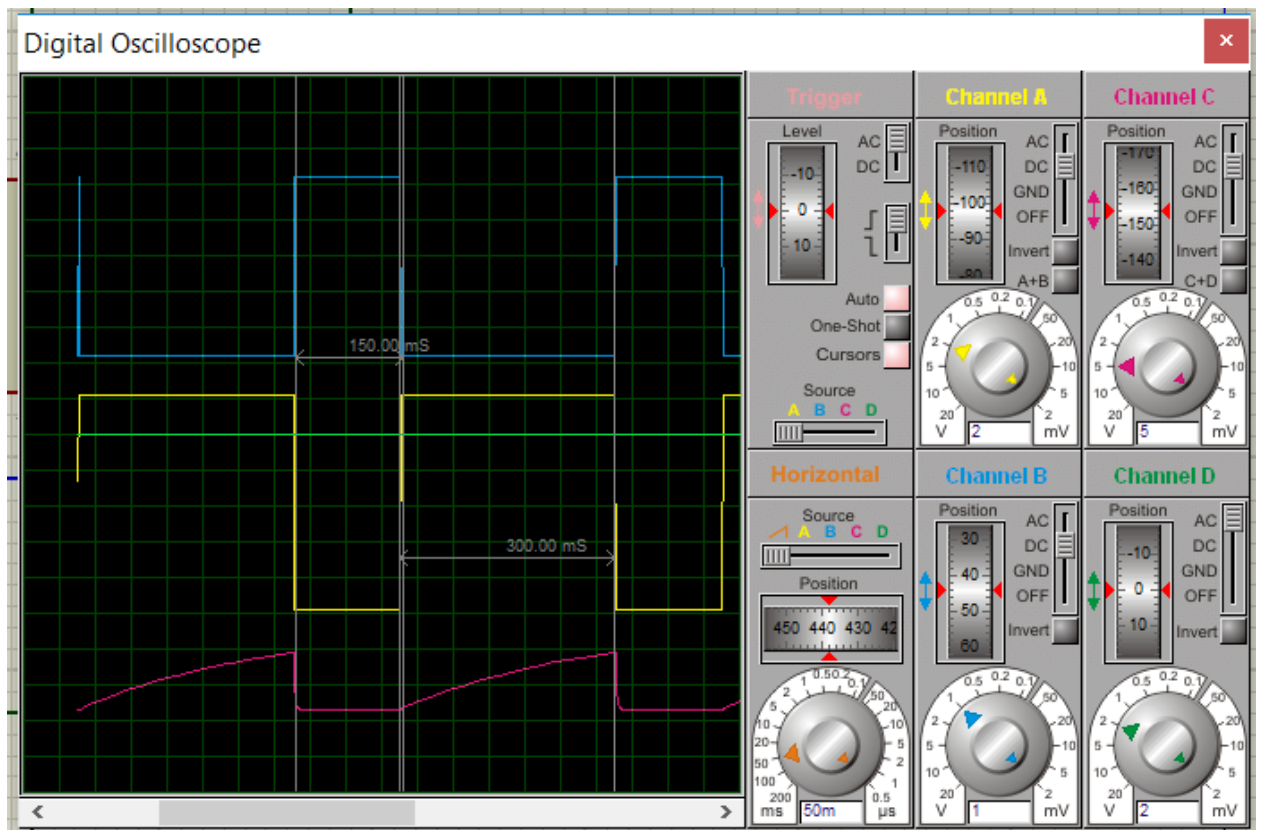 Digital Oscilloscope
×
150.00 mS
300.00 mS
Trigger
Level
-10
0
10
AC
DC
Auto
One-Shot
Cursors
Source
A B C D
Channel A
Position
-110
-100
-90
-80
AC
DC
GND
OFF
Invert
A+B
20 10 5 2 1 0.5 0.2 0.1 50 20 10 5 2
V
2
mV
Channel C
Position
-170
-160
-150
-140
AC
DC
GND
OFF
Invert
C+D
20 10 5 2 1 0.5 0.2 0.1 50 20 10 5 2
V
5
mV
Horizontal
Source
A B C D
Position
450 440 430 42
200 100 50 20 10 5 2 1 0.5 0.2 0.1 50 20 10 5 2 1 0.5
ms
50m
µs
Channel B
Position
30
40
50
60
AC
DC
GND
OFF
Invert
20 10 5 2 1 0.5 0.2 0.1 50 20 10 5 2
V
1
mV
Channel D
Position
-10
0
10
AC
DC
GND
OFF
Invert
20 10 5 2 1 0.5 0.2 0.1 50 20 10 5 2
V
2
mV